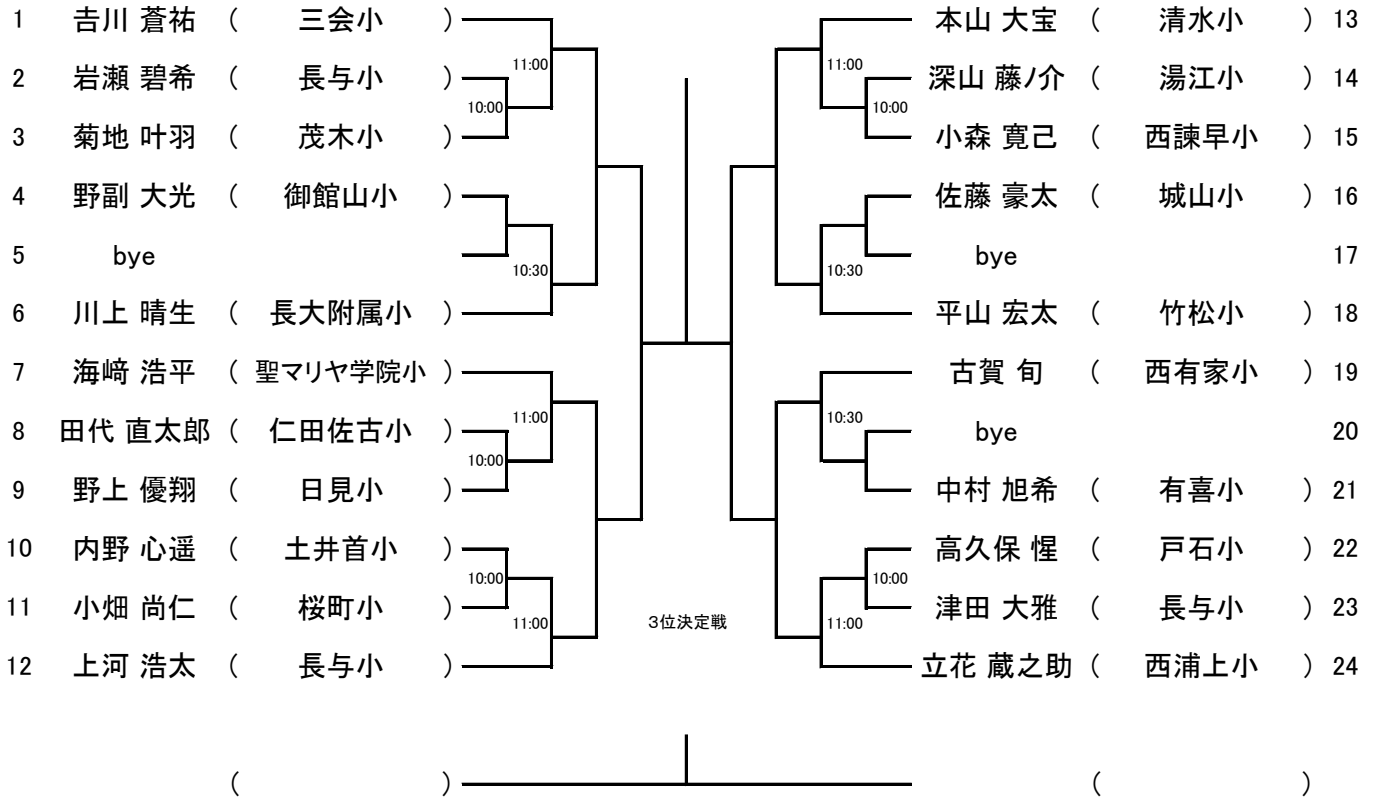 1 吉川 蒼祐 ( 三会小 ) 本山 大宝 ( 清水小 ) 13
11:00 11:00
2 岩瀬 碧希 ( 長与小 ) 深山 藤ノ介 ( 湯江小 ) 14
10:00 10:00
3 菊地 叶羽 ( 茂木小 ) 小森 寛己 ( 西諫早小 ) 15
4 野副 大光 ( 御館山小 ) 佐藤 豪太 ( 城山小 ) 16
5 bye bye 17
10:30 10:30
6 川上 晴生 ( 長大附属小 ) 平山 宏太 ( 竹松小 ) 18
7 海﨑 浩平 ( 聖マリヤ学院小 ) 古賀 旬 ( 西有家小 ) 19
11:00 10:30
8 田代 直太郎 ( 仁田佐古小 ) bye 20
10:00
9 野上 優翔 ( 日見小 ) 中村 旭希 ( 有喜小 ) 21
10 内野 心遥 ( 土井首小 ) 高久保 惺 ( 戸石小 ) 22
10:00 10:00
11 小畑 尚仁 ( 桜町小 ) 津田 大雅 ( 長与小 ) 23
11:00 3位決定戦 11:00
12 上河 浩太 ( 長与小 ) 立花 蔵之助 ( 西浦上小 ) 24
( ) ( )